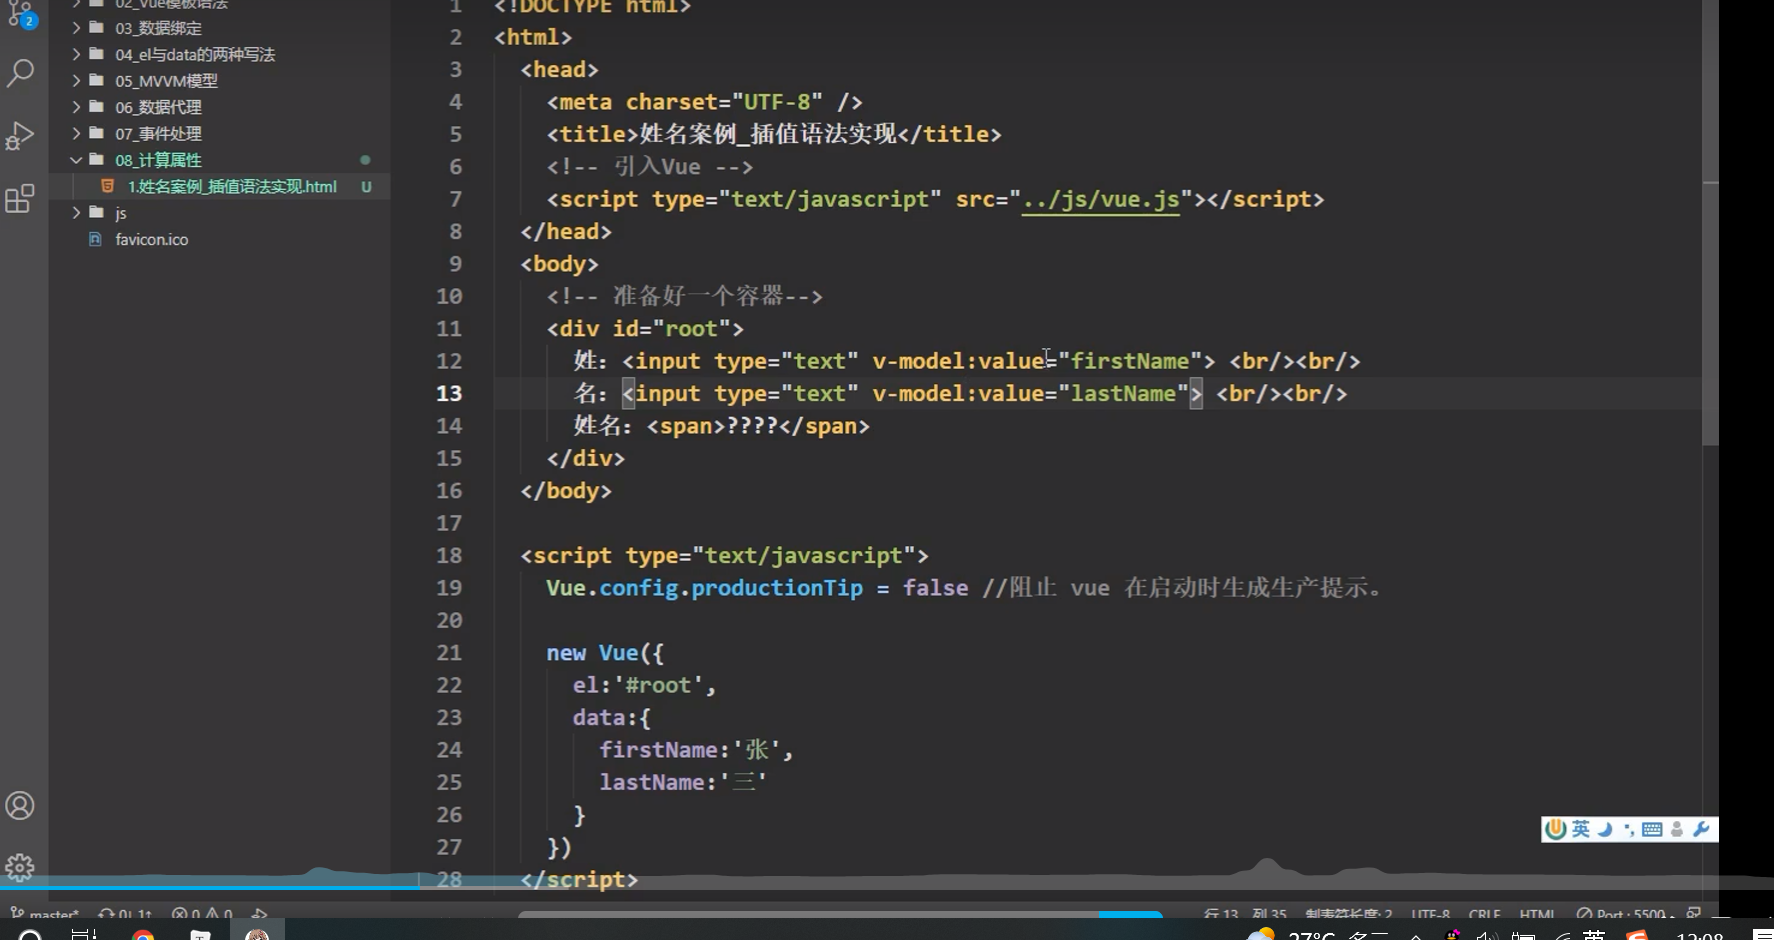 02_Vue模板语法
03_数据绑定
04_el与data的两种写法
05_MVVM模型
06_数据代理
07_事件处理
08_计算属性
1.姓名案例_插值语法实现.html U
js
favicon.ico
2
1 <!DOCTYPE html>
2 <html>
3 <head>
4 <meta charset="UTF-8" />
5 <title>姓名案例_插值语法实现</title>
6 <!-- 引入Vue -->
7 <script type="text/javascript" src="../js/vue.js"></script>
8 </head>
9 <body>
10 <!-- 准备好一个容器-->
11 <div id="root">
12 姓: <input type="text" v-model:value="firstName"> <br/><br/>
13 名: <input type="text" v-model:value="lastName"> <br/><br/>
14 姓名: <span>????</span>
15 </div>
16 </body>
17
18 <script type="text/javascript">
19 Vue.config.productionTip = false //阻止 vue 在启动时生成生产提示。
20
21 new Vue({
22 el:'#root',
23 data:{
24 firstName:'张',
25 lastName:'三'
26 }
27 })
28 </script>
英
master* 0↓ 1↑ 0 0 行 13, 列 35 制表符长度: 2 UTF-8 CRLF HTML Port : 5500
27°C 多云 英 12:08